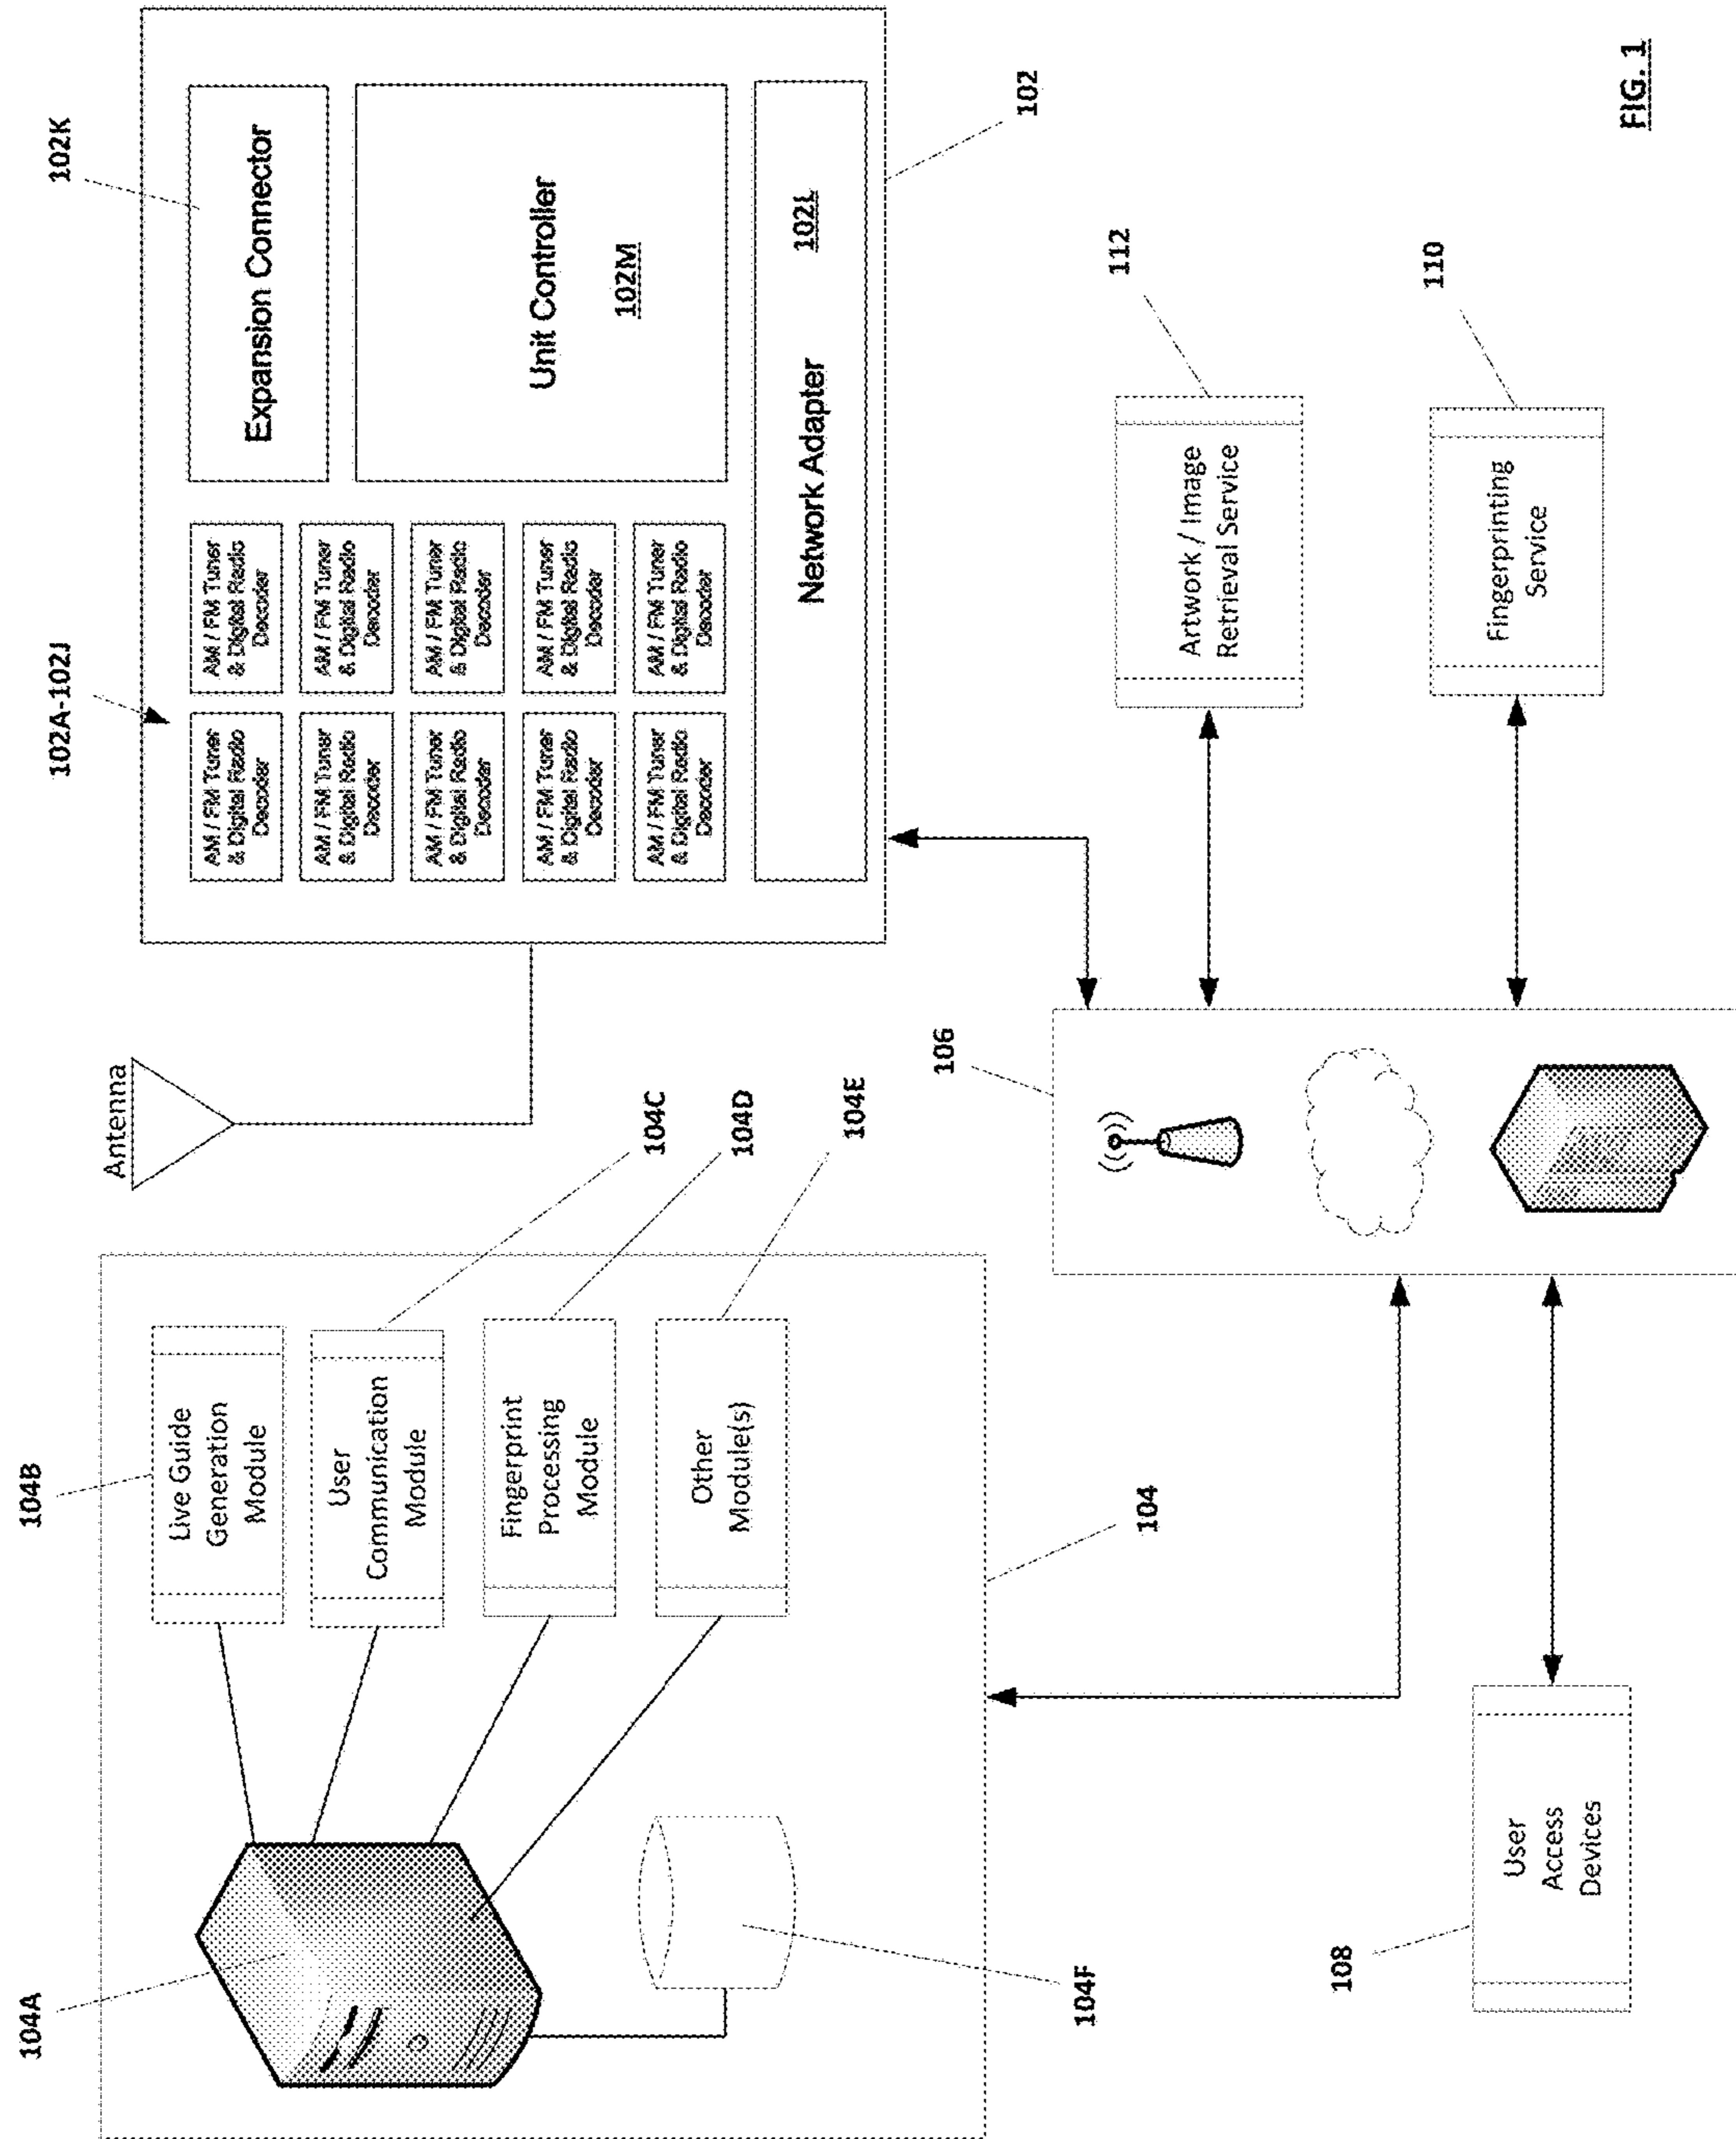 104A
104B
Live Guide
Generation
Module
User
Communication
Module
Fingerprint
Processing
Module
Other
Module(s)
104C
104D
104E
104F
104
Antenna
102A-102J
102K
AM / FM Tuner
& Digital Radio
Decoder
AM / FM Tuner
& Digital Radio
Decoder
AM / FM Tuner
& Digital Radio
Decoder
AM / FM Tuner
& Digital Radio
Decoder
AM / FM Tuner
& Digital Radio
Decoder
AM / FM Tuner
& Digital Radio
Decoder
AM / FM Tuner
& Digital Radio
Decoder
AM / FM Tuner
& Digital Radio
Decoder
AM / FM Tuner
& Digital Radio
Decoder
AM / FM Tuner
& Digital Radio
Decoder
Expansion Connector
Unit Controller
102M
Network Adapter
102L
102
106
108
User
Access
Devices
Artwork / Image
Retrieval Service
112
Fingerprinting
Service
110
FIG. 1